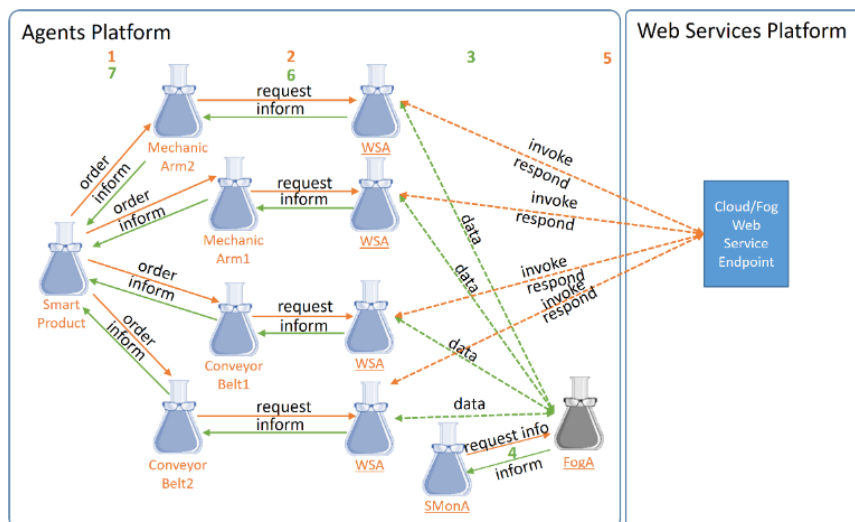 Agents Platform
Web Services Platform
1
7
2
6
3
5
request
inform
Mechanic
Arm2
WSA
order
inform
invoke
respond
request
inform
Mechanic
Arm1
WSA
order
inform
invoke
respond
Cloud/Fog
Web
Service
Endpoint
data
data
Smart
Product
order
inform
request
inform
Conveyor
Belt1
WSA
invoke
respond
invoke
respond
order
inform
data
request
inform
Conveyor
Belt2
WSA
data
request info
4
inform
SMonA
FogA